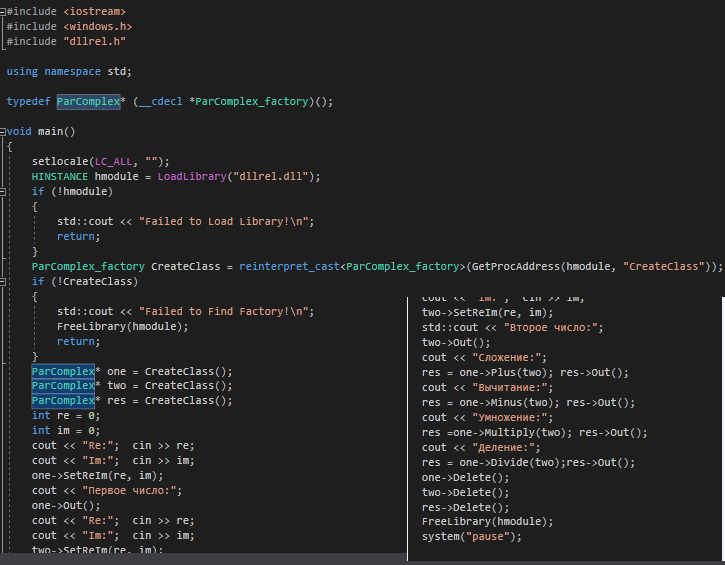 #include <iostream>
#include <windows.h>
#include "dllrel.h"
using namespace std;
typedef ParComplex* (__cdecl *ParComplex_factory)();
void main()
{
setlocale(LC_ALL, "");
HINSTANCE hmodule = LoadLibrary("dllrel.dll");
if (!hmodule)
{
std::cout << "Failed to Load Library!\n";
return;
}
ParComplex_factory CreateClass = reinterpret_cast<ParComplex_factory>(GetProcAddress(hmodule, "CreateClass"));
if (!CreateClass)
{
std::cout << "Failed to Find Factory!\n";
FreeLibrary(hmodule);
return;
}
ParComplex* one = CreateClass();
ParComplex* two = CreateClass();
ParComplex* res = CreateClass();
int re = 0;
int im = 0;
cout << "Re:";  cin >> re;
cout << "Im:";  cin >> im;
one->SetReIm(re, im);
cout << "Первое число:";
one->Out();
cout << "Re:";  cin >> re;
cout << "Im:";  cin >> im;
two->SetReIm(re, im);
cout << "Im:";  cin >> im;
two->SetReIm(re, im);
std::cout << "Второе число:";
two->Out();
cout << "Сложение:";
res = one->Plus(two); res->Out();
cout << "Вычитание:";
res = one->Minus(two); res->Out();
cout << "Умножение:";
res =one->Multiply(two); res->Out();
cout << "Деление:";
res = one->Divide(two);res->Out();
one->Delete();
two->Delete();
res->Delete();
FreeLibrary(hmodule);
system("pause");